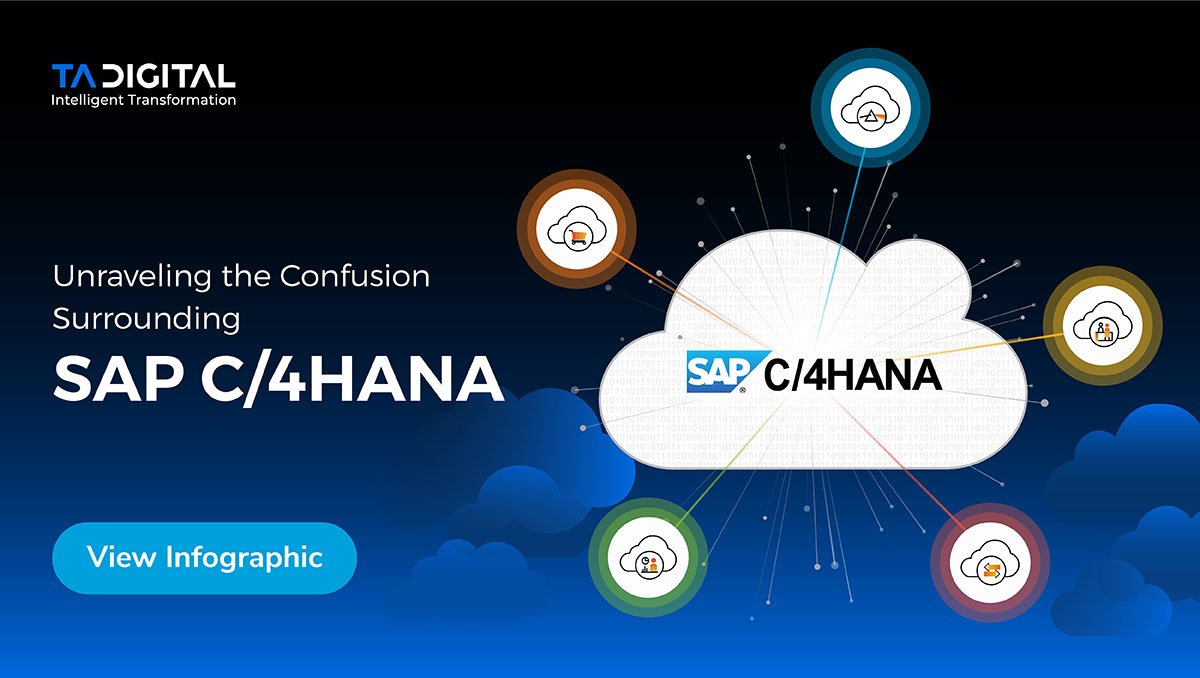 TA DIGITAL
Intelligent Transformation
Unraveling the Confusion
Surrounding
SAP C/4HANA
View Infographic
SAP® C/4HANA